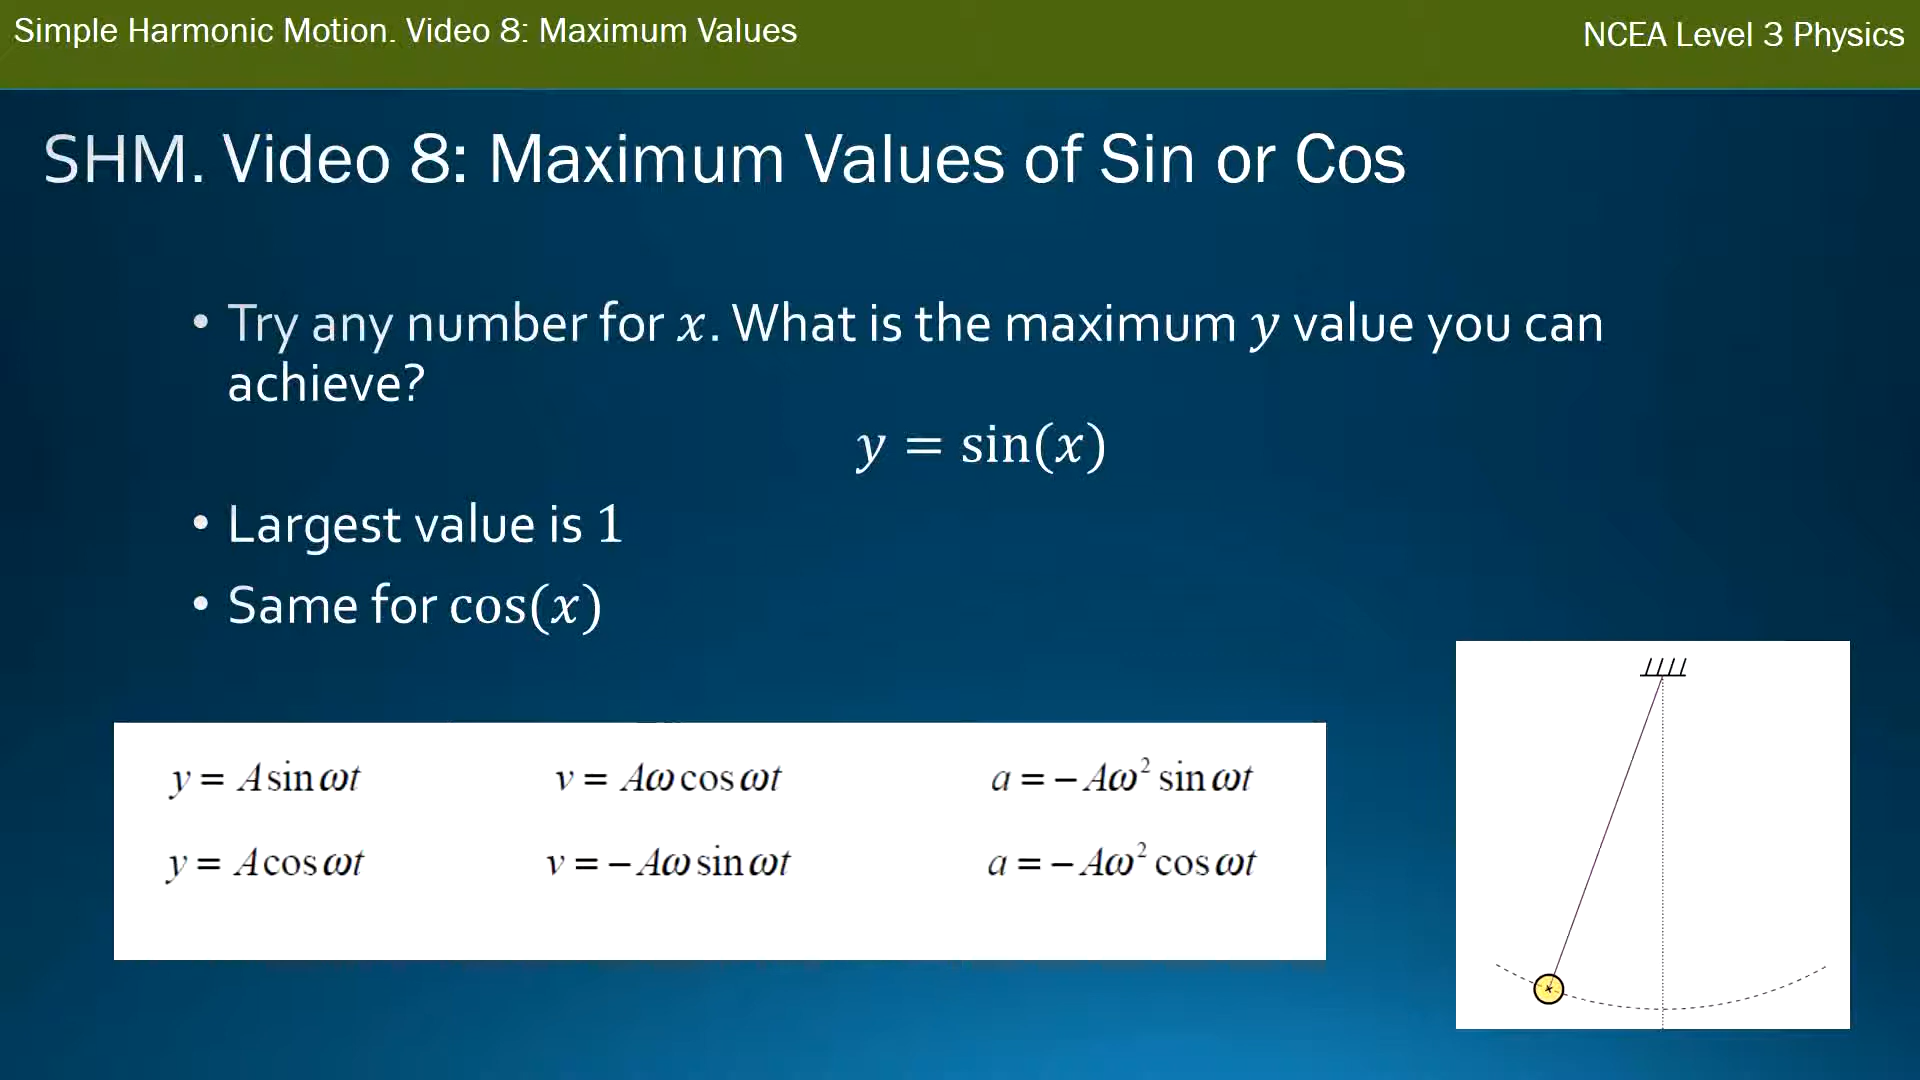 Simple Harmonic Motion. Video 8: Maximum Values
NCEA Level 3 Physics
SHM. Video 8: Maximum Values of Sin or Cos
• Try any number for x. What is the maximum y value you can
achieve?
y = sin(x)
• Largest value is 1
• Same for cos(x)
y = A sin ωt v = Aω cos ωt a = − Aω² sin ωt
y = A cos ωt v = − Aω sin ωt a = − Aω² cos ωt